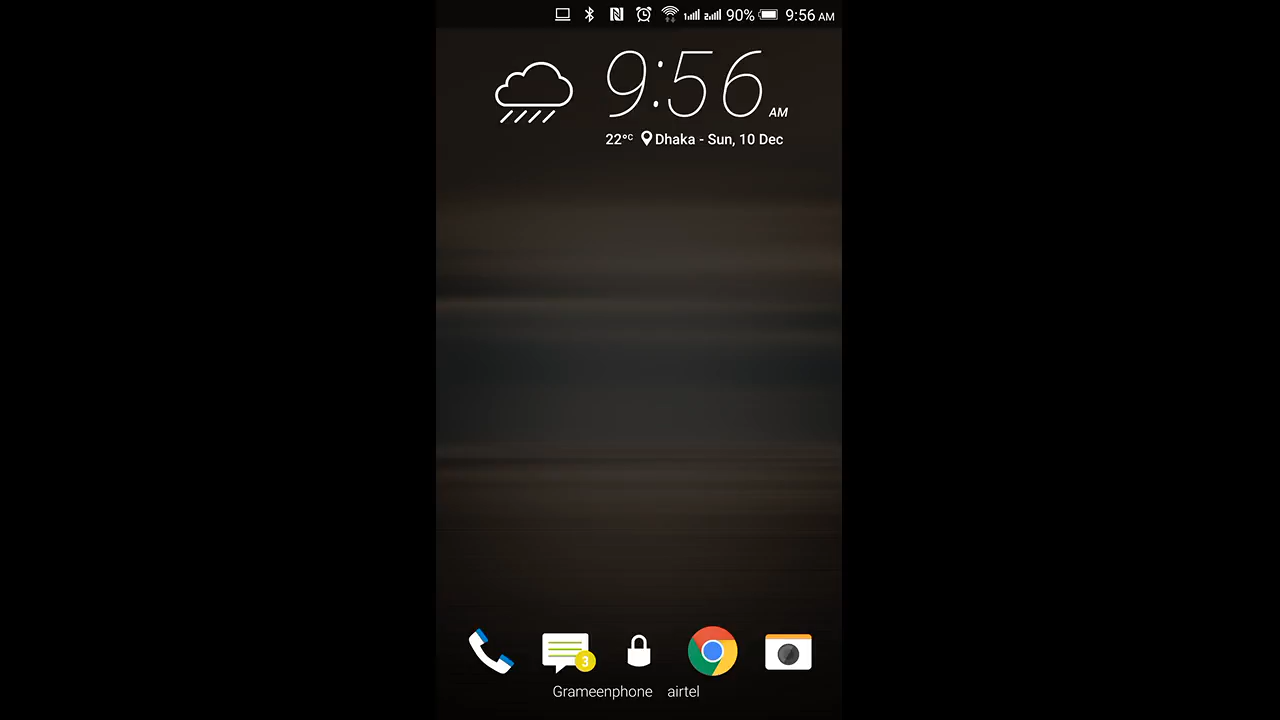 90% 9:56 AM
9:56 AM
22°C Dhaka - Sun, 10 Dec
3
Grameenphone airtel